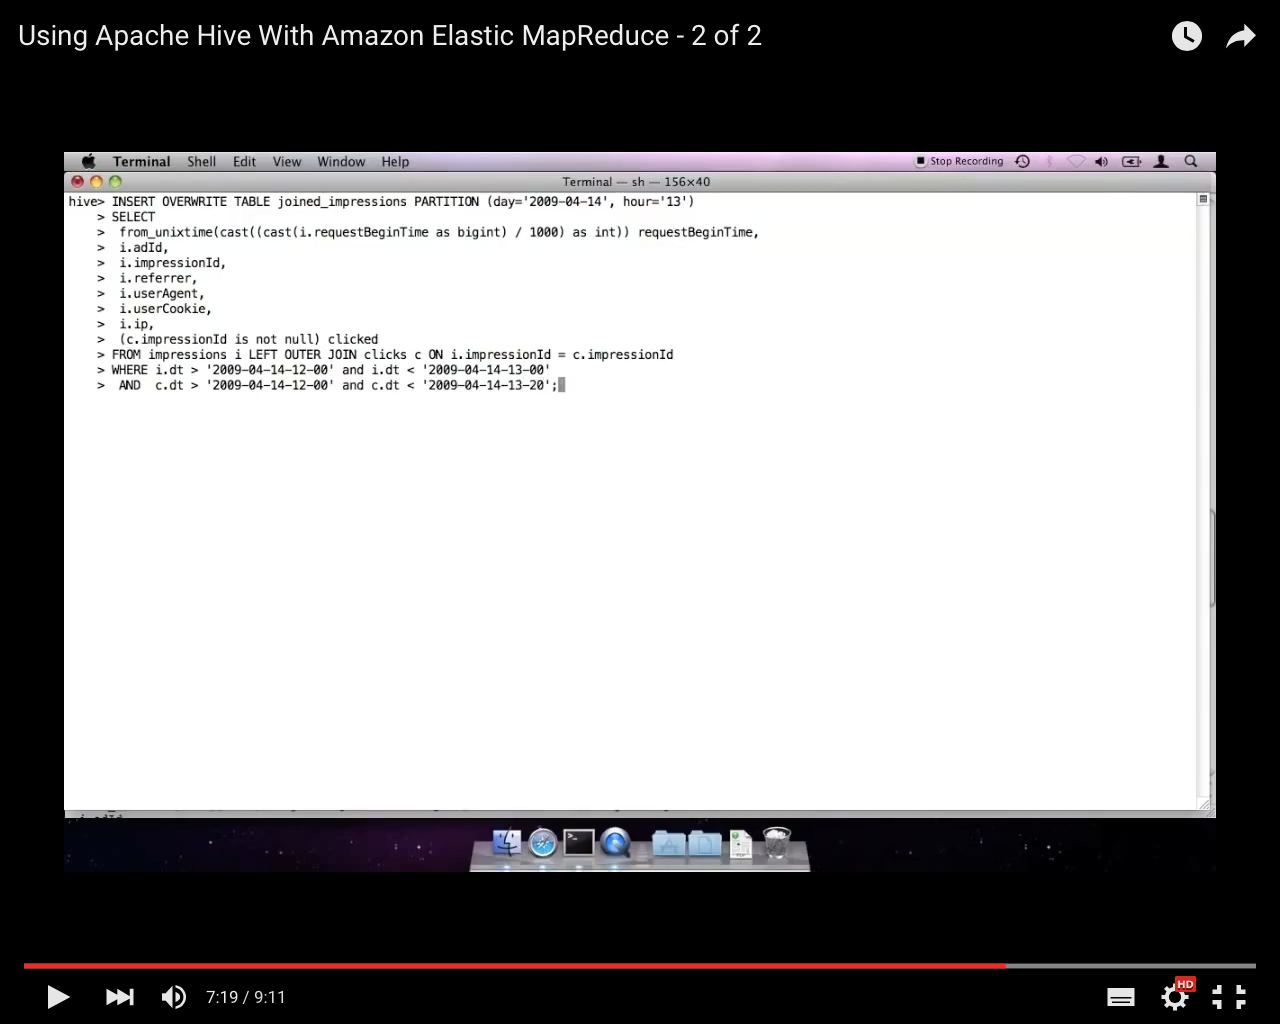 Using Apache Hive With Amazon Elastic MapReduce - 2 of 2
Terminal Shell Edit View Window Help Stop Recording
Terminal — sh — 156×40
hive> INSERT OVERWRITE TABLE joined_impressions PARTITION (day='2009-04-14', hour='13')
> SELECT
> from_unixtime(cast((cast(i.requestBeginTime as bigint) / 1000) as int)) requestBeginTime,
> i.adId,
> i.impressionId,
> i.referrer,
> i.userAgent,
> i.userCookie,
> i.ip,
> (c.impressionId is not null) clicked
> FROM impressions i LEFT OUTER JOIN clicks c ON i.impressionId = c.impressionId
> WHERE i.dt > '2009-04-14-12-00' and i.dt < '2009-04-14-13-00'
> AND  c.dt > '2009-04-14-12-00' and c.dt < '2009-04-14-13-20';
7:19 / 9:11
HD